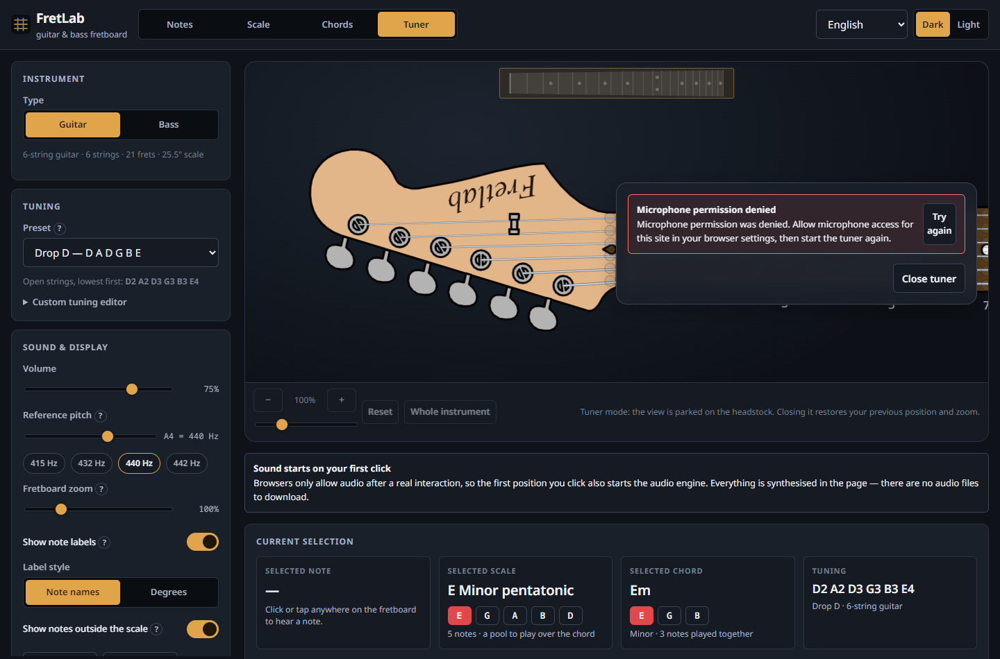 FretLab
guitar & bass fretboard
Notes
Scale
Chords
Tuner
English
Dark
Light
INSTRUMENT
Type
Guitar
Bass
6-string guitar · 6 strings · 21 frets · 25.5" scale
TUNING
Preset ?
Drop D — D A D G B E
Open strings, lowest first: D2 A2 D3 G3 B3 E4
Custom tuning editor
SOUND & DISPLAY
Volume
75%
Reference pitch ?
A4 = 440 Hz
415 Hz
432 Hz
440 Hz
442 Hz
Fretboard zoom ?
100%
Show note labels ?
Label style
Note names
Degrees
Show notes outside the scale ?
Fretlab
Microphone permission denied
Microphone permission was denied. Allow microphone access for
this site in your browser settings, then start the tuner again.
Try
again
Close tuner
7
−
100%
+
Reset
Whole instrument
Tuner mode: the view is parked on the headstock. Closing it restores your previous position and zoom.
Sound starts on your first click
Browsers only allow audio after a real interaction, so the first position you click also starts the audio engine. Everything is synthesised in the page — there are no audio files
to download.
CURRENT SELECTION
SELECTED NOTE
—
Click or tap anywhere on the fretboard
to hear a note.
SELECTED SCALE
E Minor pentatonic
E G A B D
5 notes · a pool to play over the chord
SELECTED CHORD
Em
E G B
Minor · 3 notes played together
TUNING
D2 A2 D3 G3 B3 E4
Drop D · 6-string guitar